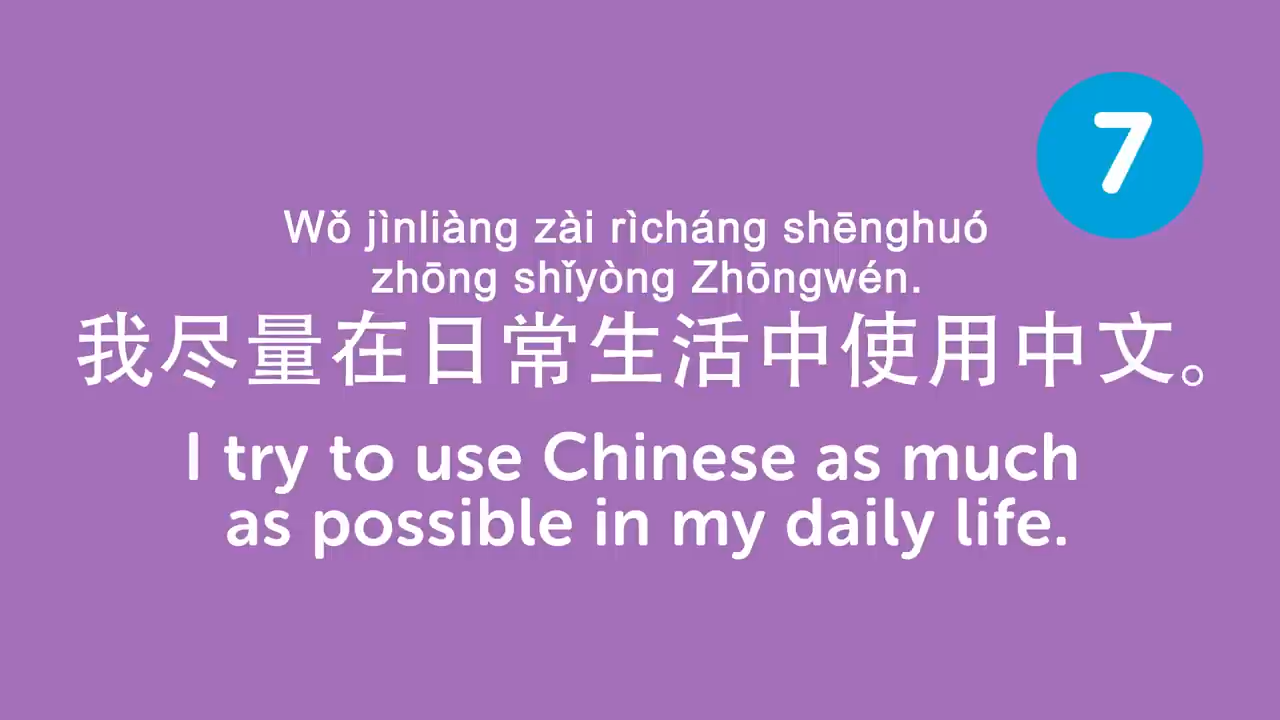 7
Wǒ jìnliàng zài rìcháng shēnghuó
zhōng shǐyòng Zhōngwén.
我尽量在日常生活中使用中文。
I try to use Chinese as much
as possible in my daily life.